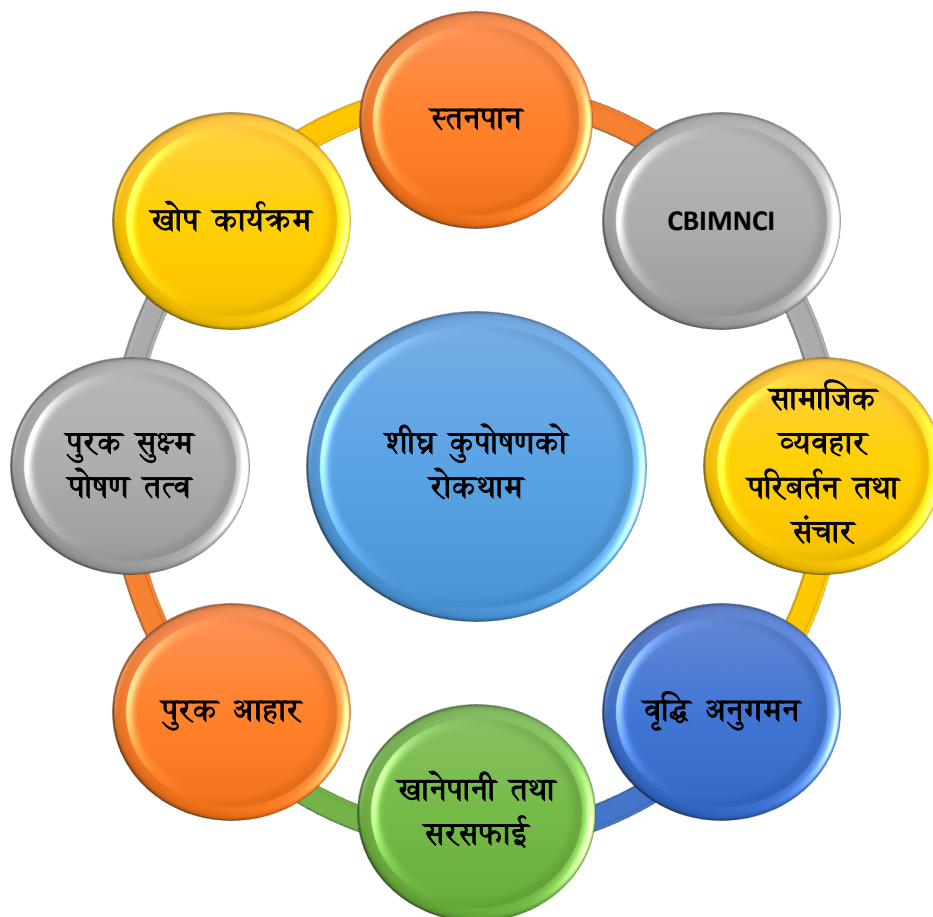 स्तनपान
CBIMNCI
सामाजिक
व्यवहार
परिबर्तन तथा
संचार
वृद्धि अनुगमन
खानेपानी तथा
सरसफाई
पुरक आहार
पुरक सुक्ष्म
पोषण तत्व
खोप कार्यक्रम
शीघ्र कुपोषणको
रोकथाम